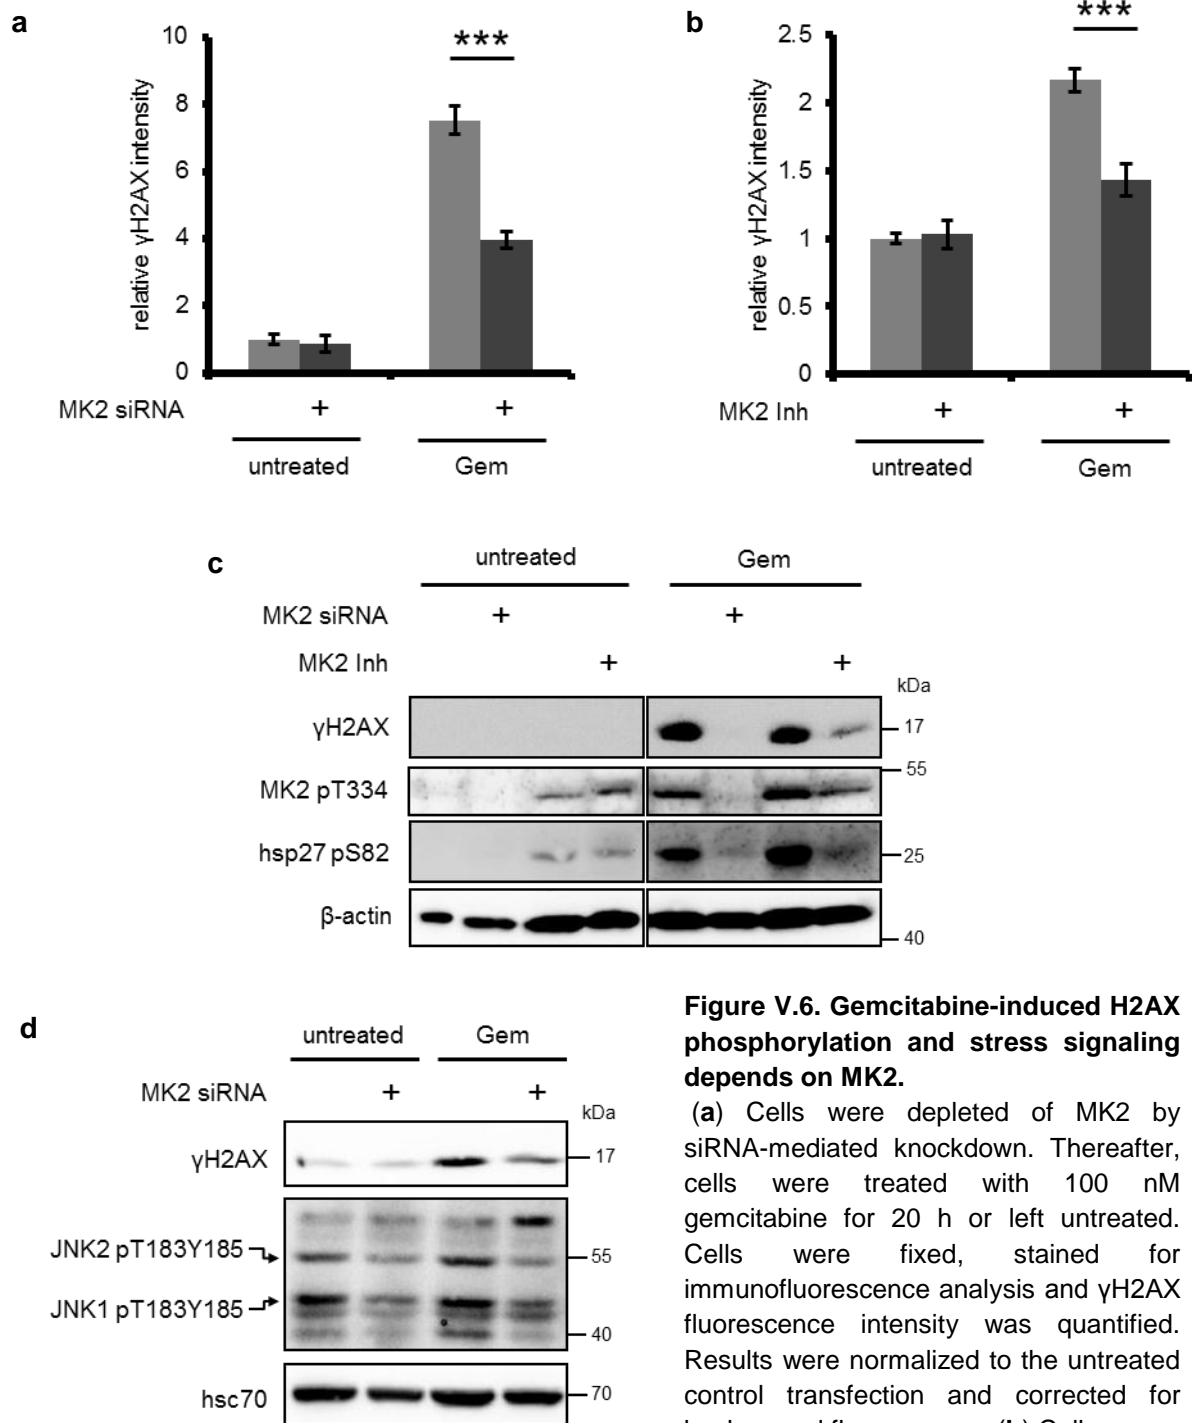 a
10
8
6
4
2
0
relative γH2AX intensity
***
MK2 siRNA + +
untreated Gem
b
2.5
2
1.5
1
0.5
0
relative γH2AX intensity
***
MK2 Inh + +
untreated Gem
c
untreated Gem
MK2 siRNA + +
MK2 Inh + +
kDa
γH2AX 17
55
MK2 pT334
hsp27 pS82 25
β-actin
40
d
untreated Gem
MK2 siRNA + +
kDa
γH2AX 17
JNK2 pT183Y185 55
JNK1 pT183Y185
40
hsc70 70
Figure V.6. Gemcitabine-induced H2AX
phosphorylation and stress signaling
depends on MK2.
(a) Cells were depleted of MK2 by
siRNA-mediated knockdown. Thereafter,
cells were treated with 100 nM
gemcitabine for 20 h or left untreated.
Cells were fixed, stained for
immunofluorescence analysis and γH2AX
fluorescence intensity was quantified.
Results were normalized to the untreated
control transfection and corrected for